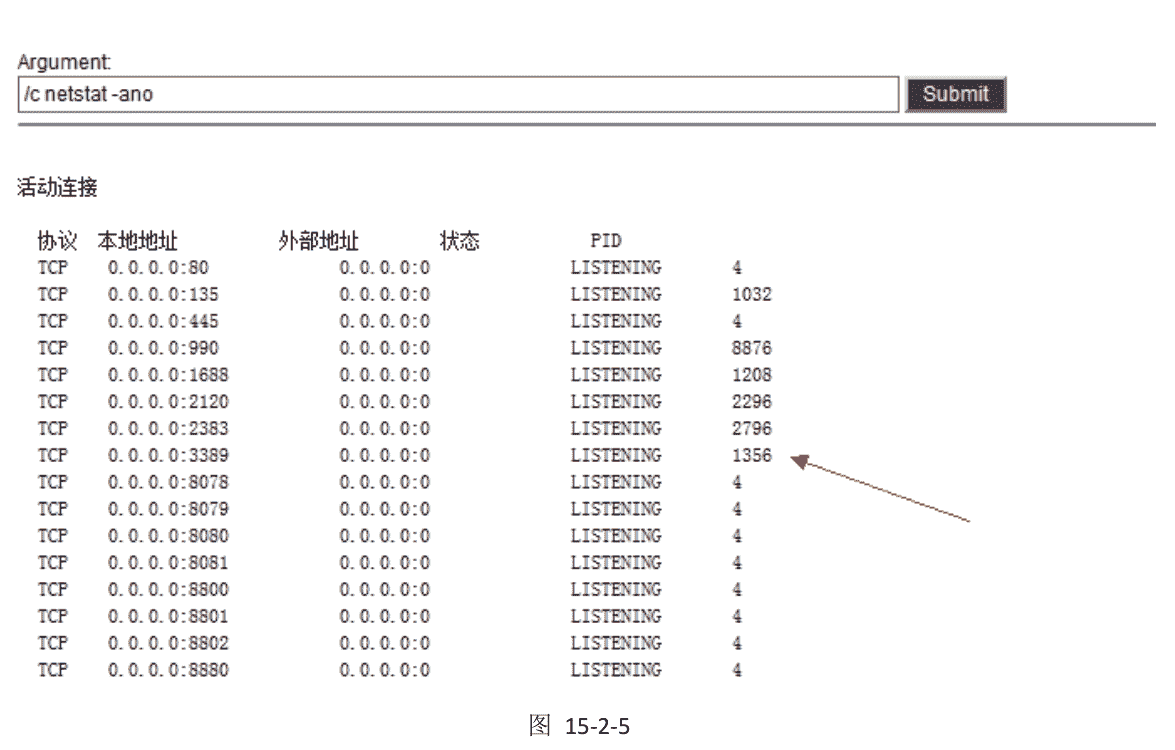 Argument:
/c netstat -ano Submit
活动连接
协议 本地地址 外部地址 状态 PID
TCP 0.0.0.0:80 0.0.0.0:0 LISTENING 4
TCP 0.0.0.0:135 0.0.0.0:0 LISTENING 1032
TCP 0.0.0.0:445 0.0.0.0:0 LISTENING 4
TCP 0.0.0.0:990 0.0.0.0:0 LISTENING 8876
TCP 0.0.0.0:1688 0.0.0.0:0 LISTENING 1208
TCP 0.0.0.0:2120 0.0.0.0:0 LISTENING 2296
TCP 0.0.0.0:2383 0.0.0.0:0 LISTENING 2796
TCP 0.0.0.0:3389 0.0.0.0:0 LISTENING 1356
TCP 0.0.0.0:8078 0.0.0.0:0 LISTENING 4
TCP 0.0.0.0:8079 0.0.0.0:0 LISTENING 4
TCP 0.0.0.0:8080 0.0.0.0:0 LISTENING 4
TCP 0.0.0.0:8081 0.0.0.0:0 LISTENING 4
TCP 0.0.0.0:8800 0.0.0.0:0 LISTENING 4
TCP 0.0.0.0:8801 0.0.0.0:0 LISTENING 4
TCP 0.0.0.0:8802 0.0.0.0:0 LISTENING 4
TCP 0.0.0.0:8880 0.0.0.0:0 LISTENING 4
图 15-2-5